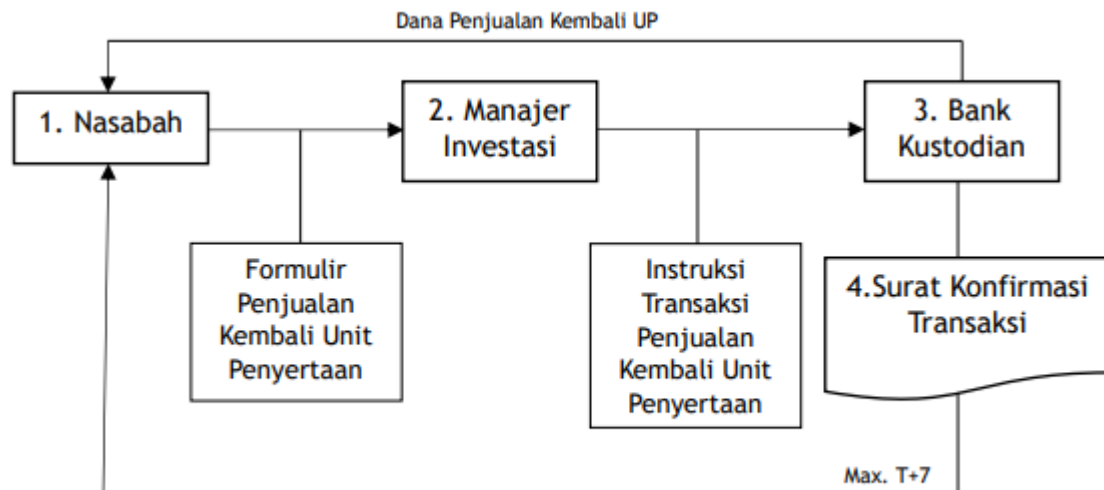 Dana Penjualan Kembali UP
1. Nasabah
2. Manajer
Investasi
3. Bank
Kustodian
Formulir
Penjualan
Kembali Unit
Penyertaan
Instruksi
Transaksi
Penjualan
Kembali Unit
Penyertaan
4.Surat Konfirmasi
Transaksi
Max. T+7